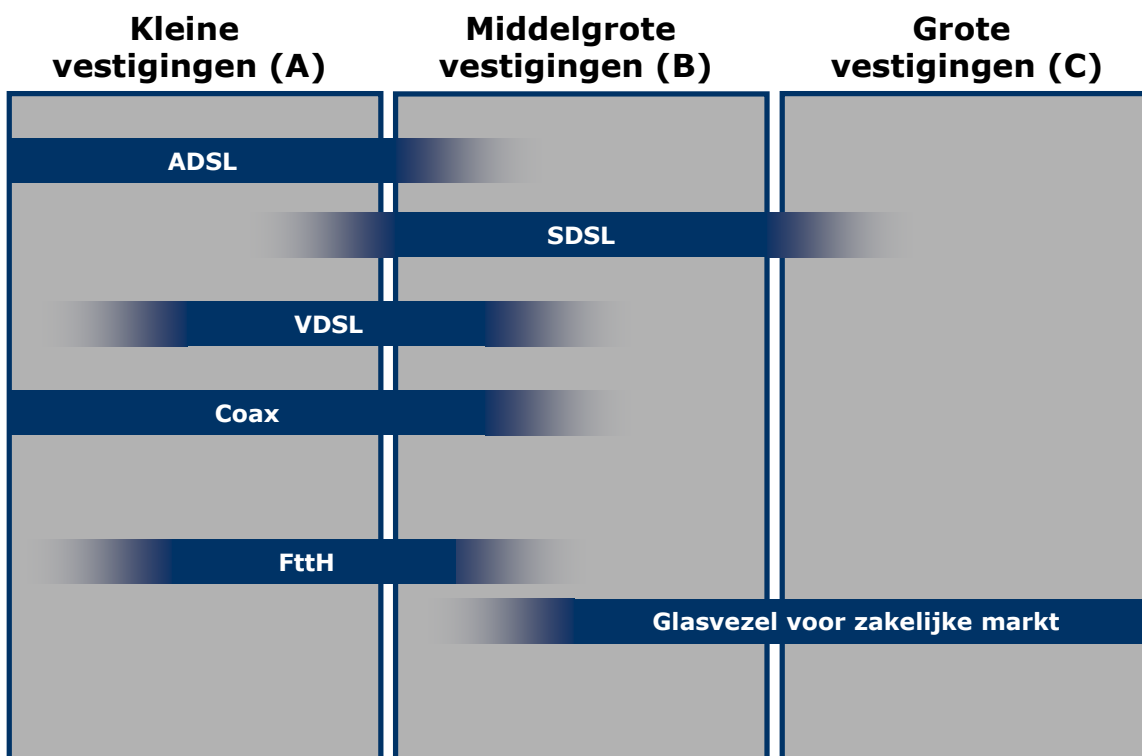 Kleine
vestigingen (A)
Middelgrote
vestigingen (B)
Grote
vestigingen (C)
ADSL
SDSL
VDSL
Coax
FttH
Glasvezel voor zakelijke markt